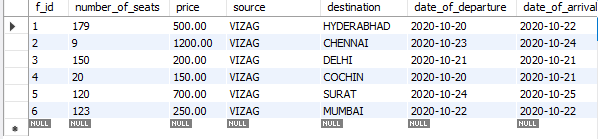 f_id number_of_seats price source destination date_of_departure date_of_arrival
1 179 500.00 VIZAG HYDERABHAD 2020-10-20 2020-10-22
2 9 1200.00 VIZAG CHENNAI 2020-10-23 2020-10-24
3 150 200.00 VIZAG DELHI 2020-10-21 2020-10-21
4 20 150.00 VIZAG COCHIN 2020-10-20 2020-10-21
5 120 700.00 VIZAG SURAT 2020-10-24 2020-10-25
6 123 250.00 VIZAG MUMBAI 2020-10-22 2020-10-22
NULL NULL NULL NULL NULL NULL NULL